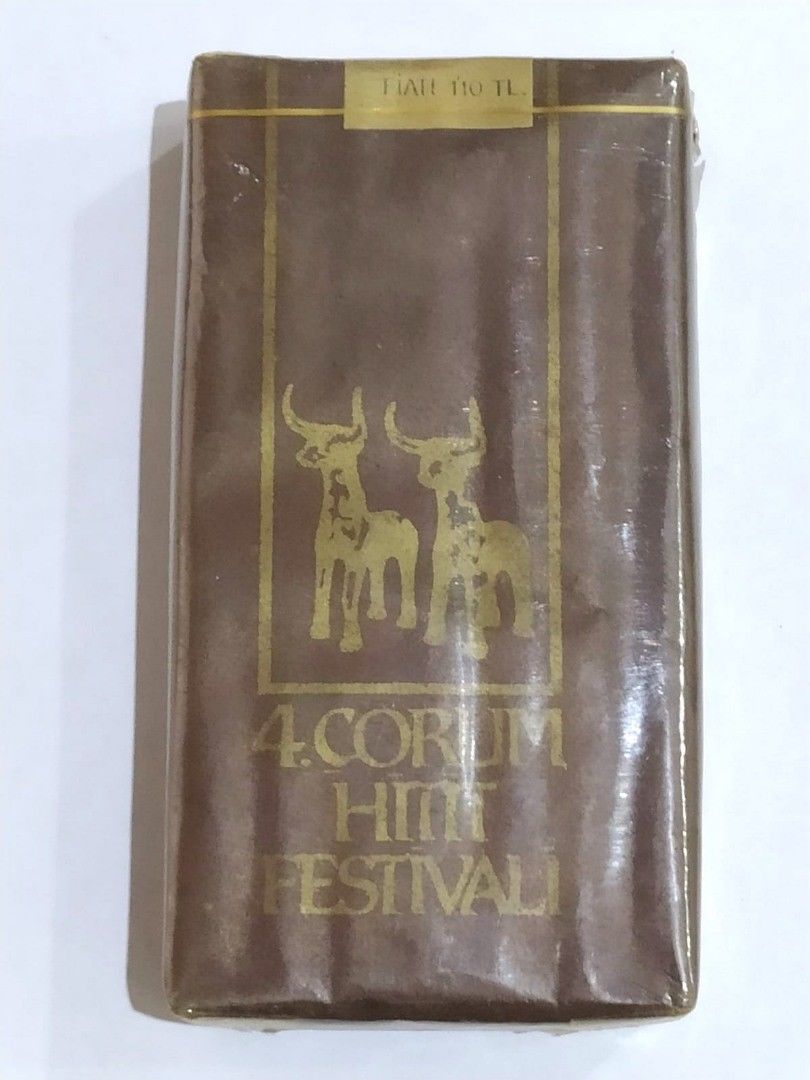 FİATI 110 TL.
4.ÇORUM
HİTİT
FESTİVALİ